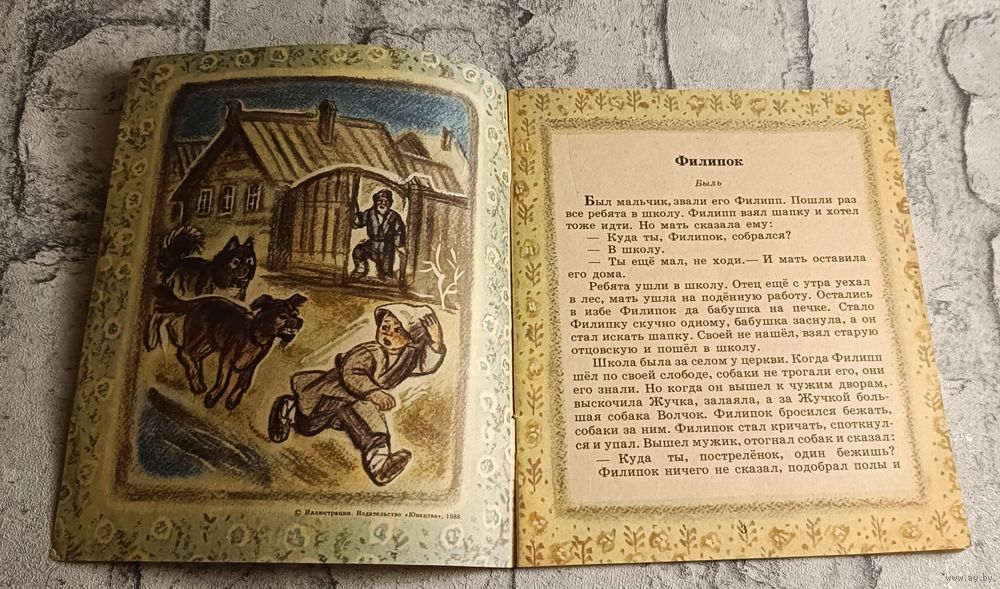 © Иллюстрация. Издательство «Юнацтва», 1988.
Филипок
Быль
Был мальчик, звали его Филипп. Пошли раз
все ребята в школу. Филипп взял шапку и хотел
тоже идти. Но мать сказала ему:
— Куда ты, Филипок, собрался?
— В школу.
— Ты ещё мал, не ходи.— И мать оставила
его дома.
Ребята ушли в школу. Отец ещё с утра уехал
в лес, мать ушла на подённую работу. Остались
в избе Филипок да бабушка на печке. Стало
Филипку скучно одному, бабушка заснула, а он
стал искать шапку. Своей не нашёл, взял старую
отцовскую и пошёл в школу.
Школа была за селом у церкви. Когда Филипп
шёл по своей слободе, собаки не трогали его, они
его знали. Но когда он вышел к чужим дворам,
выскочила Жучка, залаяла, а за Жучкой боль-
шая собака Волчок. Филипок бросился бежать,
собаки за ним. Филипок стал кричать, споткнул-
ся и упал. Вышел мужик, отогнал собак и сказал:
— Куда ты, пострелёнок, один бежишь?
Филипок ничего не сказал, подобрал полы и
3
www.ay.by